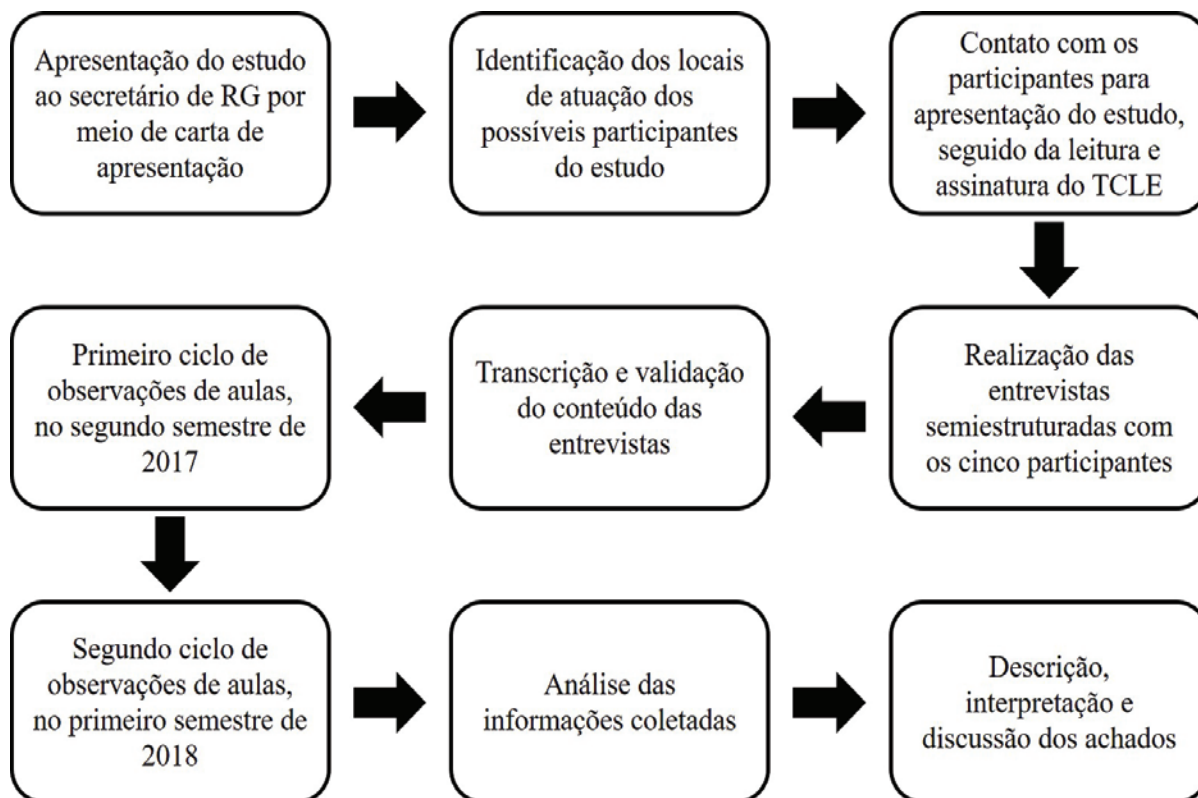 Apresentação do estudo
ao secretário de RG por
meio de carta de
apresentação
Identificação dos locais
de atuação dos
possíveis participantes
do estudo
Contato com os
participantes para
apresentação do estudo,
seguido da leitura e
assinatura do TCLE
Realização das
entrevistas
semiestruturadas com
os cinco participantes
Transcrição e validação
do conteúdo das
entrevistas
Primeiro ciclo de
observações de aulas,
no segundo semestre de
2017
Segundo ciclo de
observações de aulas,
no primeiro semestre de
2018
Análise das
informações coletadas
Descrição,
interpretação e
discussão dos achados